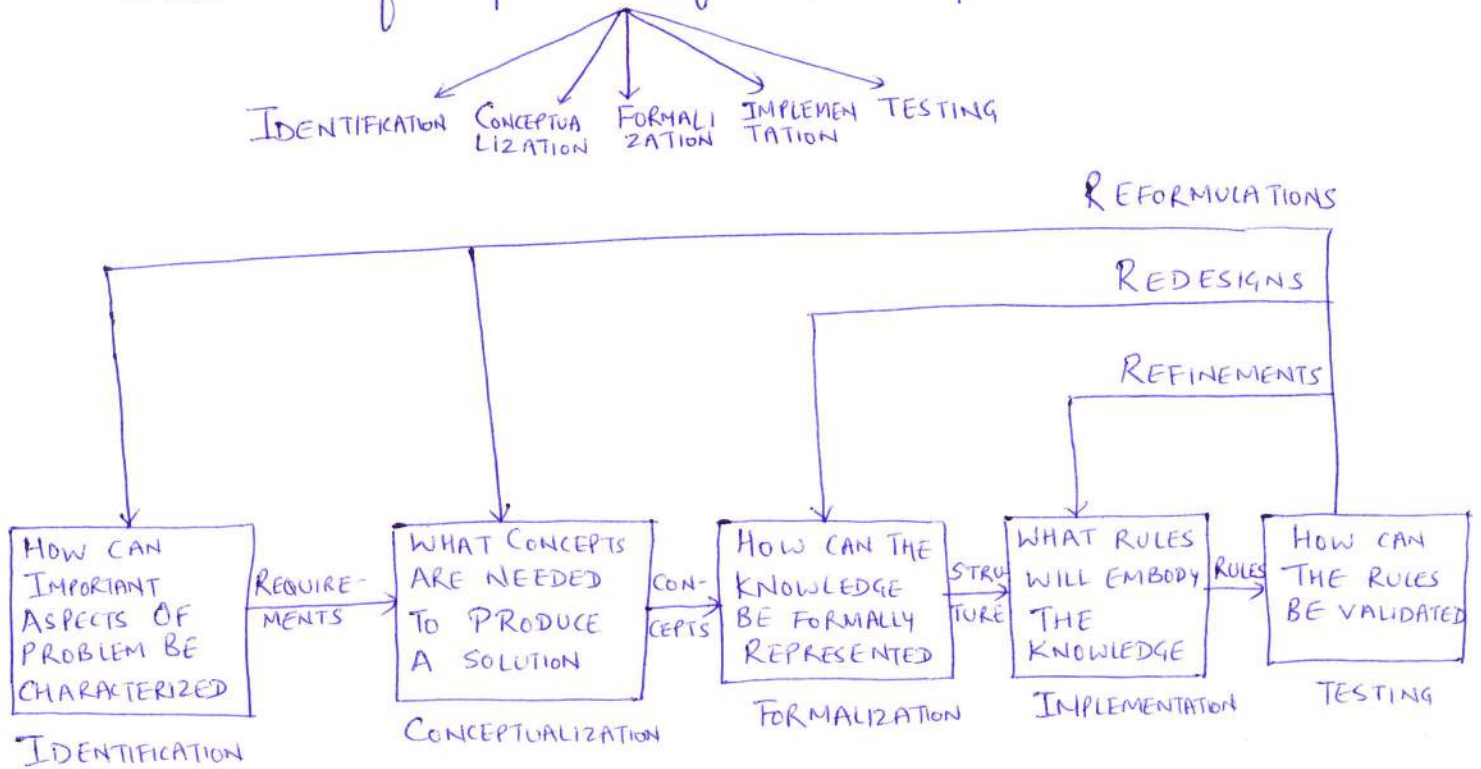 IDENTIFICATION CONCEPTUA FORMALI IMPLEMEN TESTING
LIZATION ZATION TATION
REFORMULATIONS
REDESIGNS
REFINEMENTS
HOW CAN
IMPORTANT
ASPECTS OF
PROBLEM BE
CHARACTERIZED
REQUIRE-
MENTS
WHAT CONCEPTS
ARE NEEDED
TO PRODUCE
A SOLUTION
CON-
CEPTS
HOW CAN THE
KNOWLEDGE
BE FORMALLY
REPRESENTED
STRU
TURE
WHAT RULES
WILL EMBODY
THE
KNOWLEDGE
RULES
HOW CAN
THE RULES
BE VALIDATED
IDENTIFICATION
CONCEPTUALIZATION
FORMALIZATION
IMPLEMENTATION
TESTING